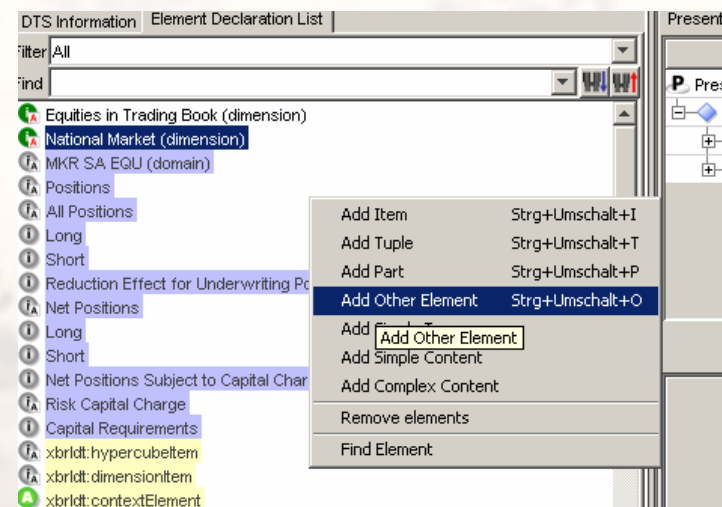 DTS Information Element Declaration List Present
Filter All
Find
P Pres
Equities in Trading Book (dimension)
National Market (dimension)
MKR SA EQU (domain)
Positions
All Positions
Long
Short
Reduction Effect for Underwriting Po
Net Positions
Long
Short
Net Positions Subject to Capital Char
Risk Capital Charge
Capital Requirements
xbrldt:hypercubeItem
xbrldt:dimensionItem
xbrldt:contextElement
Add Item Strg+Umschalt+I
Add Tuple Strg+Umschalt+T
Add Part Strg+Umschalt+P
Add Other Element Strg+Umschalt+O
Add
Add Other Element
Add Simple Content
Add Complex Content
Remove elements
Find Element